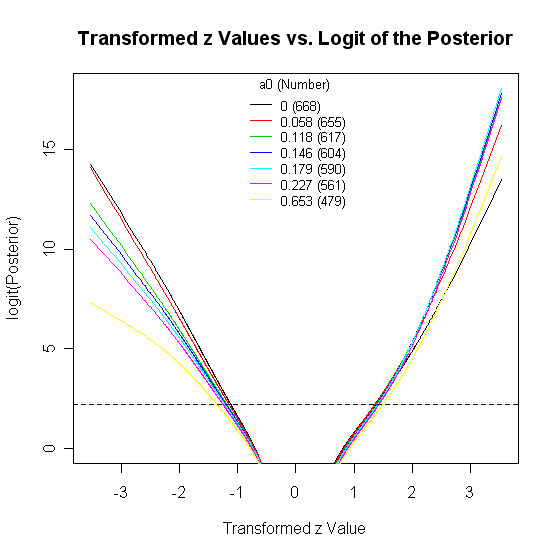 Transformed z Values vs. Logit of the Posterior
a0 (Number)
0 (668)
0.058 (655)
0.118 (617)
0.146 (604)
0.179 (590)
0.227 (561)
0.653 (479)
logit(Posterior)
15
10
5
0
-3 -2 -1 0 1 2 3
Transformed z Value